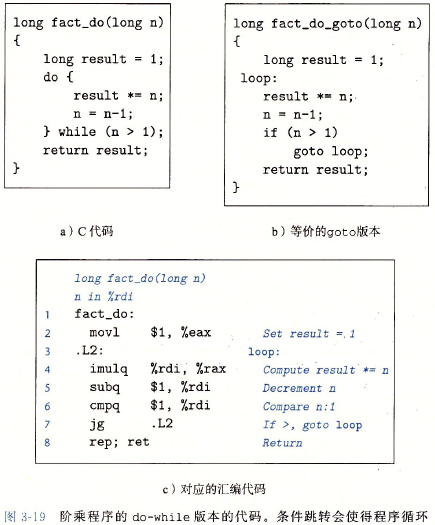 long fact_do(long n)
{
    long result = 1;
    do {
        result *= n;
        n = n-1;
    } while (n > 1);
    return result;
}
a）C代码
long fact_do_goto(long n)
{
    long result = 1;
 loop:
    result *= n;
    n = n-1;
    if (n > 1)
        goto loop;
    return result;
}
b）等价的goto版本
long fact_do(long n)
n in %rdi
1 fact_do:
2   movl    $1, %eax    Set result = 1
3 .L2:    loop:
4   imulq   %rdi, %rax    Compute result *= n
5   subq    $1, %rdi    Decrement n
6   cmpq    $1, %rdi    Compare n:1
7   jg      .L2    If >, goto loop
8   rep; ret    Return
c）对应的汇编代码
图 3-19 阶乘程序的 do-while 版本的代码。条件跳转会使得程序循环